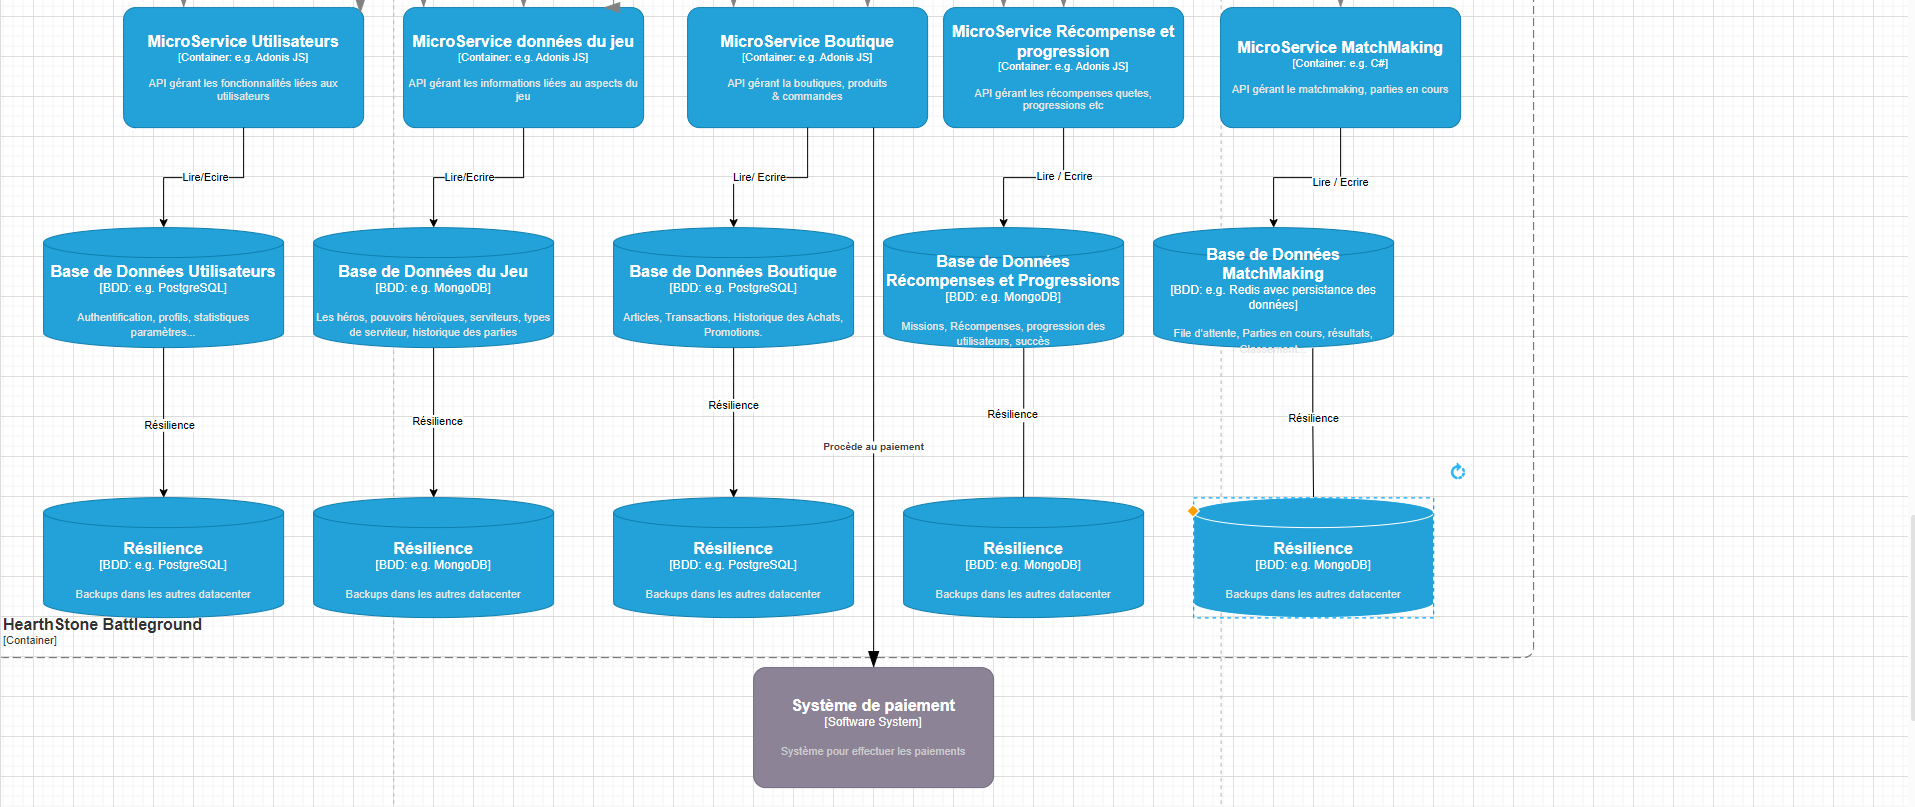 MicroService Utilisateurs
[Container: e.g. Adonis JS]
API gérant les fonctionnalités liées aux
utilisateurs
MicroService données du jeu
[Container: e.g. Adonis JS]
API gérant les informations liées au aspects du
jeu
MicroService Boutique
[Container: e.g. Adonis JS]
API gérant la boutiques, produits
& commandes
MicroService Récompense et
progression
[Container: e.g. Adonis JS]
API gérant les récompenses quetes,
progressions etc
MicroService MatchMaking
[Container: e.g. C#]
API gérant le matchmaking, parties en cours
Lire/Ecire
Lire/Ecrire
Lire/ Ecrire
Lire / Ecrire
Lire / Ecrire
Base de Données Utilisateurs
[BDD: e.g. PostgreSQL]
Authentification, profils, statistiques
paramètres...
Base de Données du Jeu
[BDD: e.g. MongoDB]
Les héros, pouvoirs héroïques, serviteurs, types
de serviteur, historique des parties
Base de Données Boutique
[BDD: e.g. PostgreSQL]
Articles, Transactions, Historique des Achats,
Promotions.
Base de Données
Récompenses et Progressions
[BDD: e.g. MongoDB]
Missions, Récompenses, progression des
utilisateurs, succès
Base de Données
MatchMaking
[BDD: e.g. Redis avec persistance des
données]
File d'attente, Parties en cours, résultats,
Classement...
Résilience
Résilience
Résilience
Résilience
Résilience
Procède au paiement
Résilience
[BDD: e.g. PostgreSQL]
Backups dans les autres datacenter
Résilience
[BDD: e.g. MongoDB]
Backups dans les autres datacenter
Résilience
[BDD: e.g. PostgreSQL]
Backups dans les autres datacenter
Résilience
[BDD: e.g. MongoDB]
Backups dans les autres datacenter
Résilience
[BDD: e.g. MongoDB]
Backups dans les autres datacenter
HearthStone Battleground
[Container]
Système de paiement
[Software System]
Système pour effectuer les paiements